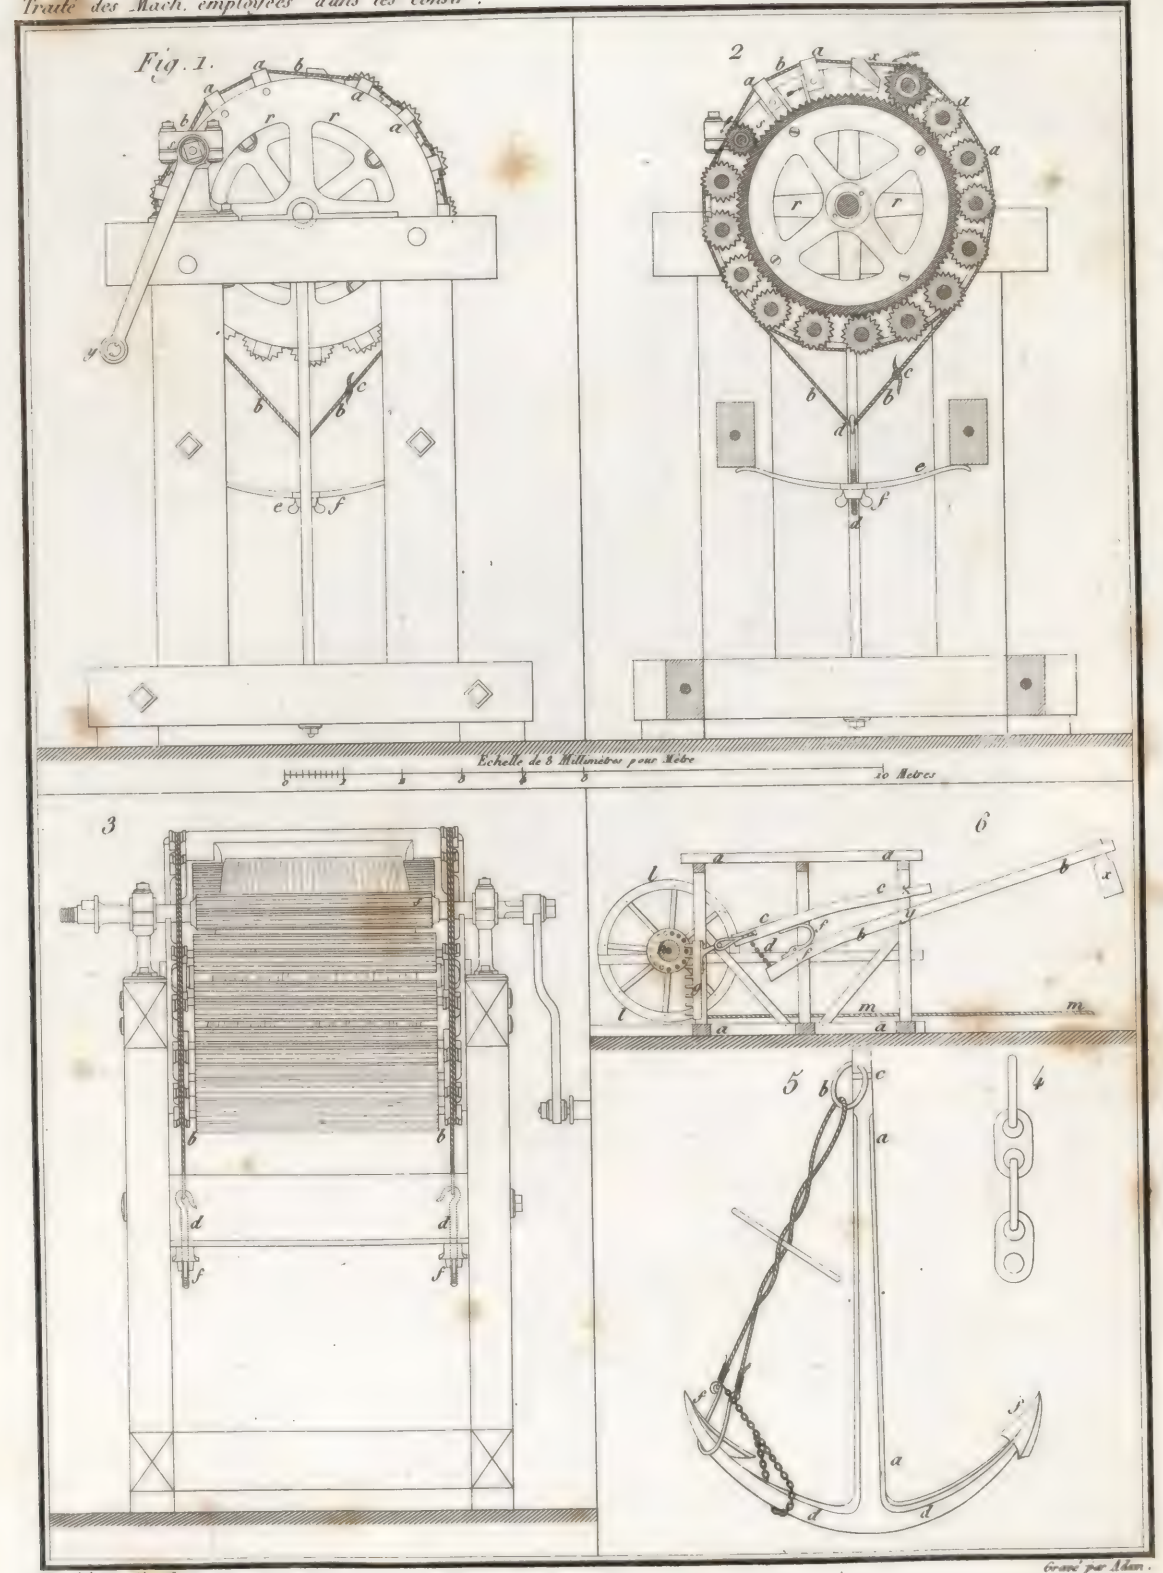 Traité des Mach. employées dans les constr.
Fig. 1.
a b
a
b
a
a
r r
y
b
c
b
e f
2
a
b
a
x
a
a
s
r r
c
b b
d
e
f
d
Echelle de 8 Millimètres pour Mètre
10 Mètres
3
s
b b
d d
f f
6
a a
b
x
l
c
c
y
d
b
m m
l
a a a
5
b
c
a
4
f
f
a
d d
Gravé par Adam.